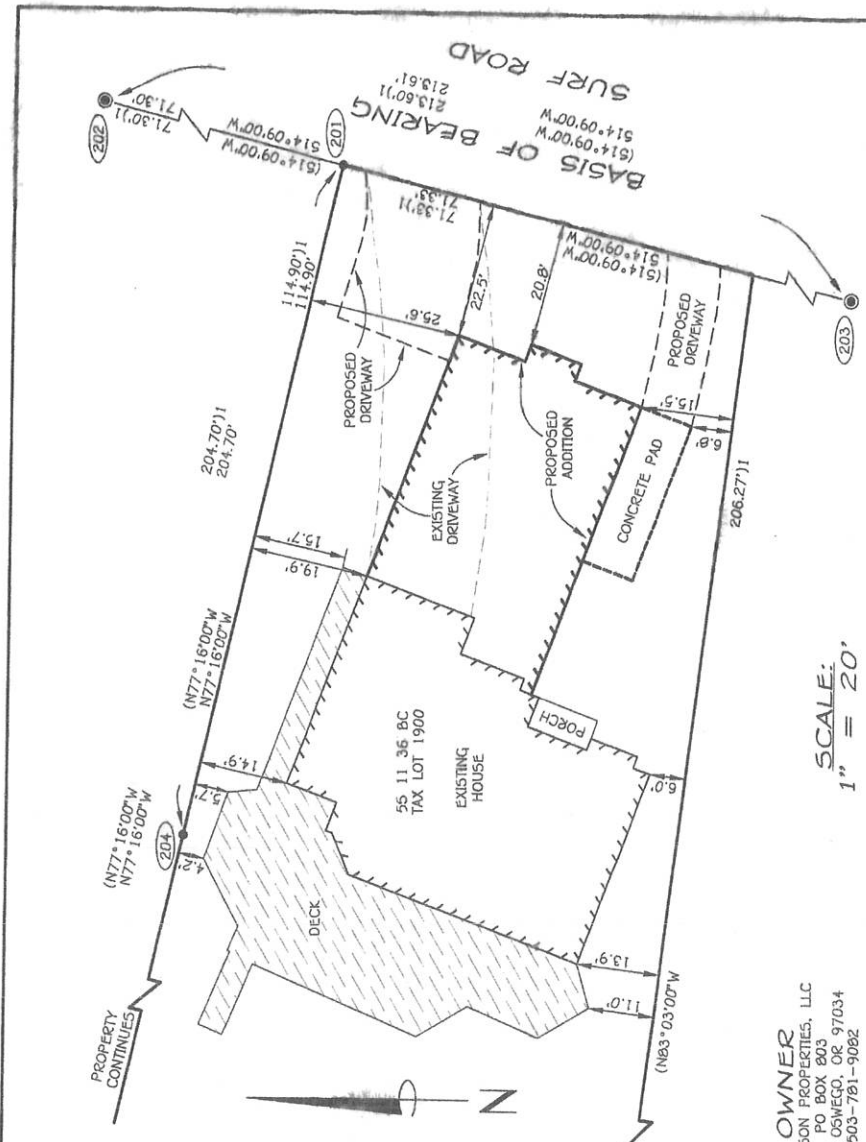 SURF ROAD
BASIS OF BEARING
(S14°09'00"W
S14°09'00"W
213.60')1
213.61'
202
71.30')1
71.30'
(S14°09'00"W
S14°09'00"W
201
71.33')1
71.33'
(S14°09'00"W
S14°09'00"W
203
114.90')1
114.90'
204.70')1
204.70'
(N77°16'00"W
N77°16'00"W
(N77°16'00"W
N77°16'00"W
204
PROPERTY
CONTINUES
25.6'
22.5'
20.8'
PROPOSED
DRIVEWAY
PROPOSED
DRIVEWAY
EXISTING
DRIVEWAY
PROPOSED
ADDITION
15.5'
6.8'
CONCRETE PAD
206.27')1
15.7'
19.9'
14.9'
5.7'
4.2'
55 11 36 BC
TAX LOT 1900
EXISTING
HOUSE
PORCH
DECK
6.0'
13.9'
11.0'
(N83°03'00"W
N
SCALE:
1" = 20'
OWNER
SON PROPERTIES, LLC
PO BOX 803
OSWEGO, OR 97034
503-781-9082